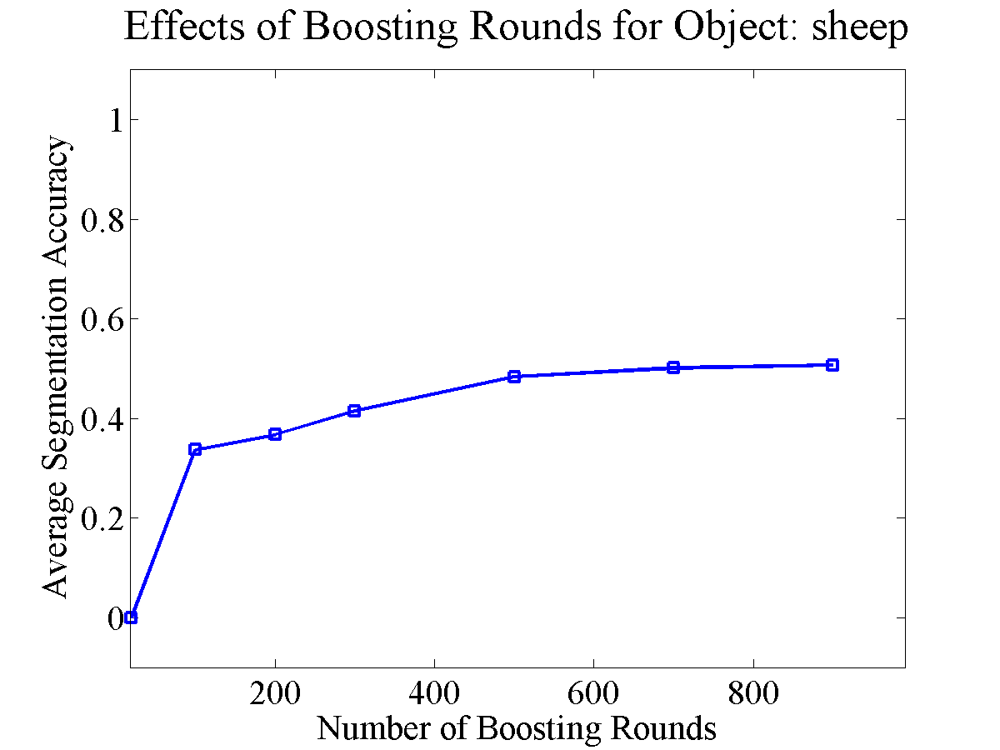 Effects of Boosting Rounds for Object: sheep
Average Segmentation Accuracy
1
0.8
0.6
0.4
0.2
0
200 400 600 800
Number of Boosting Rounds